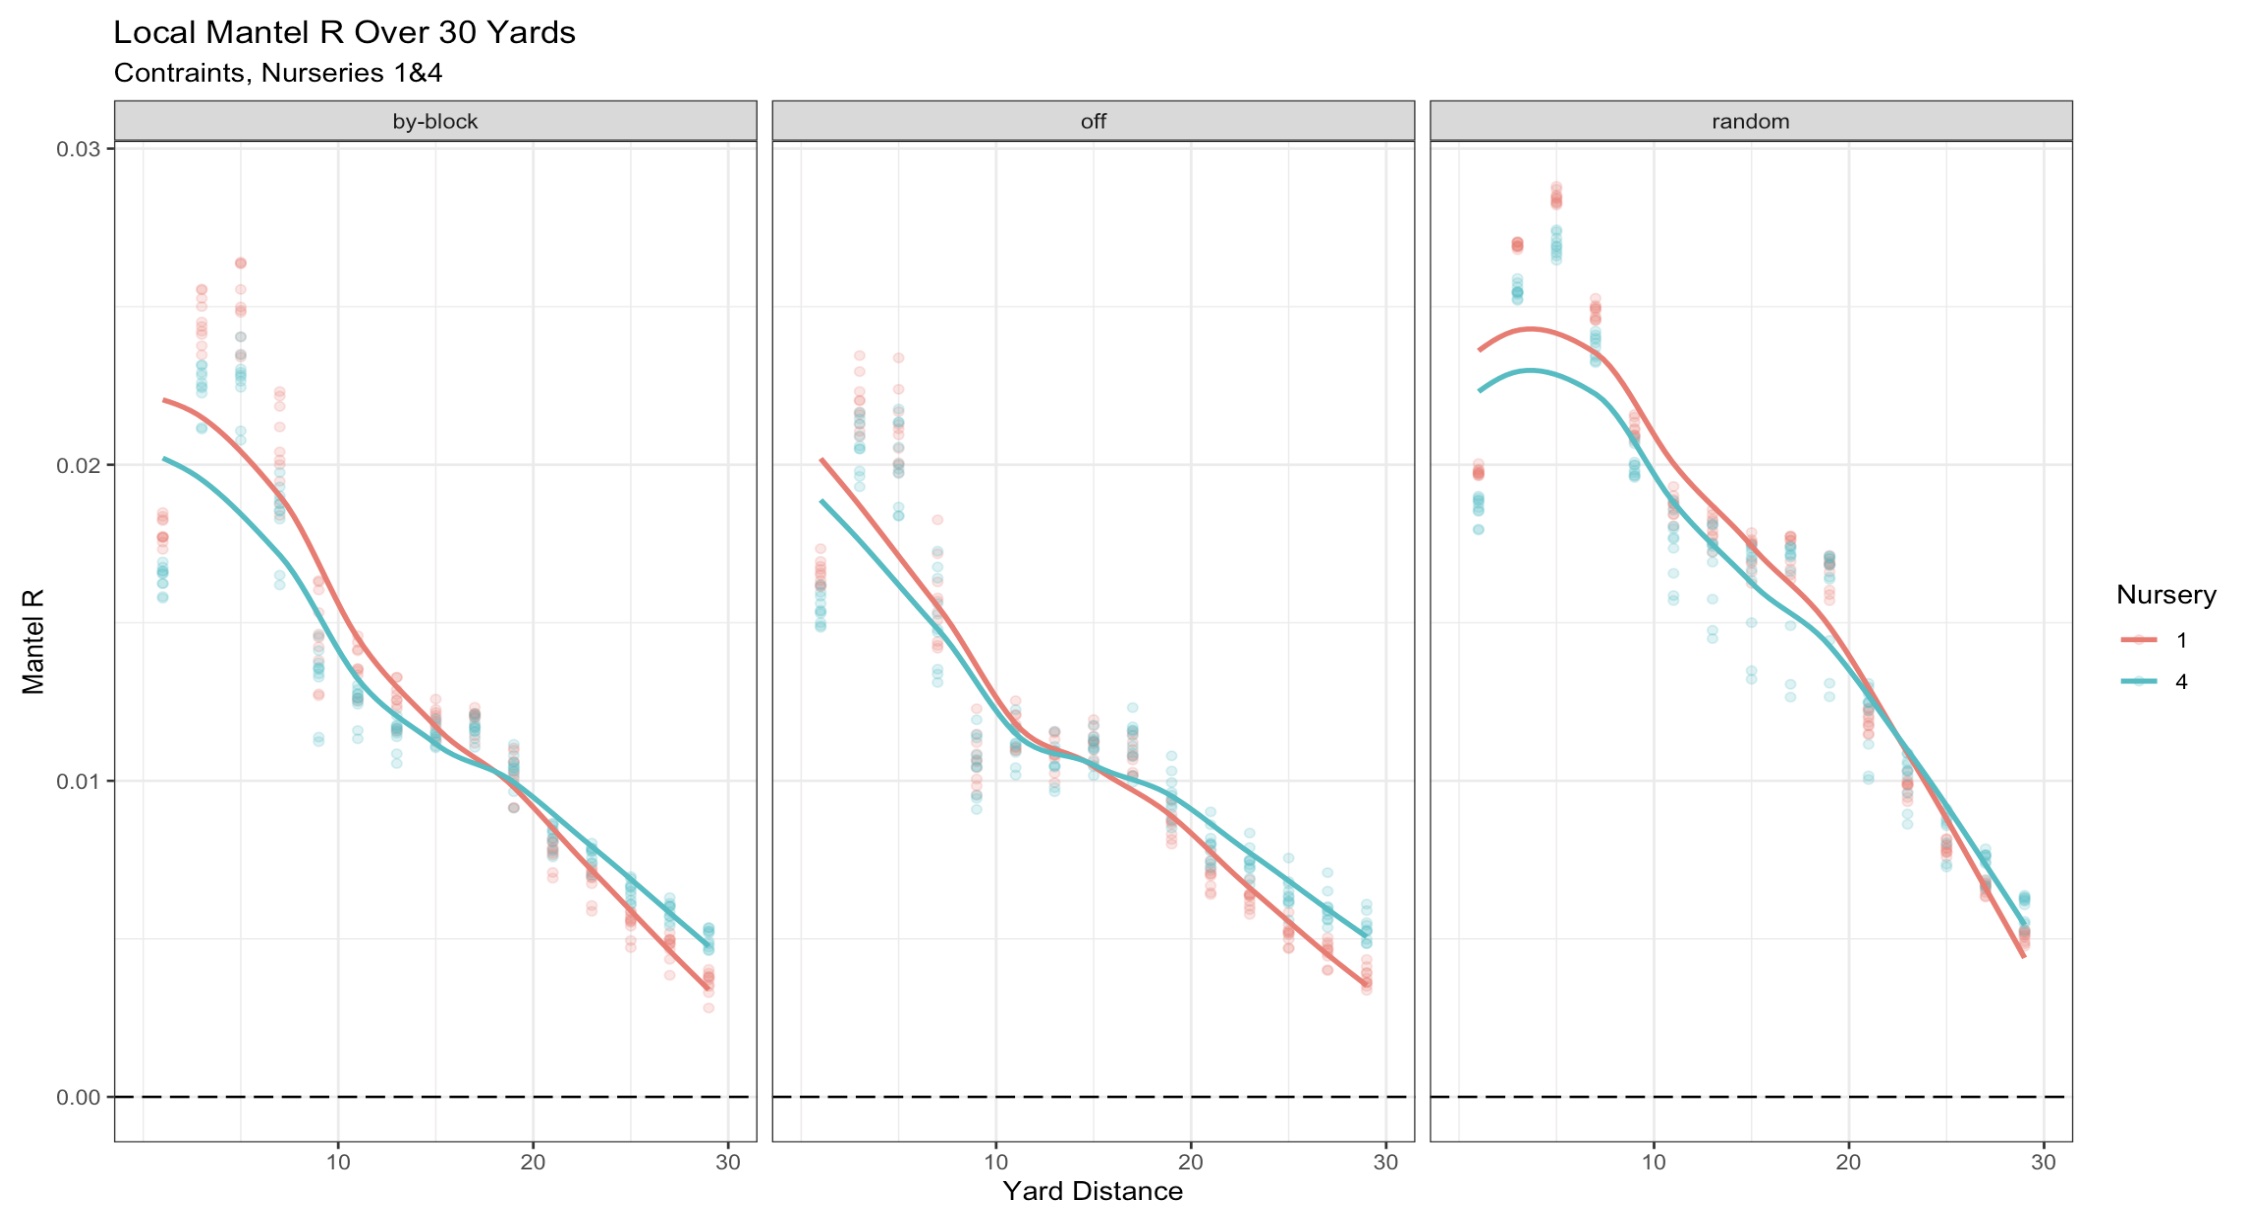 Local Mantel R Over 30 Yards
Contraints, Nurseries 1&4
by-block
off
random
Mantel R
0.03
0.02
0.01
0.00
10
20
30
10
20
30
10
20
30
Yard Distance
Nursery
1
4